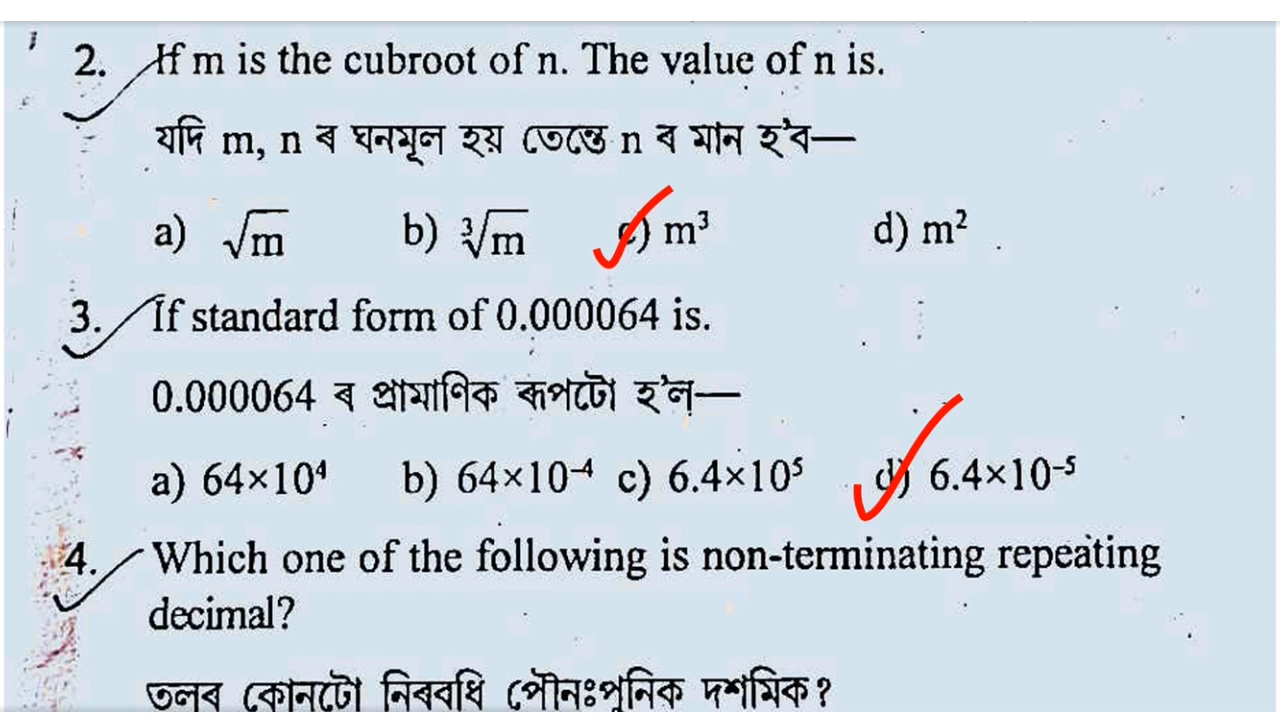 2. If m is the cubroot of n. The value of n is.
যদি m, n ৰ ঘনমূল হয় তেন্তে n ৰ মান হ'ব—
a) √m b) ∛m c) m³ d) m²
3. If standard form of 0.000064 is.
0.000064 ৰ প্ৰামাণিক ৰূপটো হ'ল—
a) 64×10⁴ b) 64×10⁻⁴ c) 6.4×10⁵ d) 6.4×10⁻⁵
4. Which one of the following is non-terminating repeating
decimal?
তলৰ কোনটো নিৰবধি পৌনঃপুনিক দশমিক?